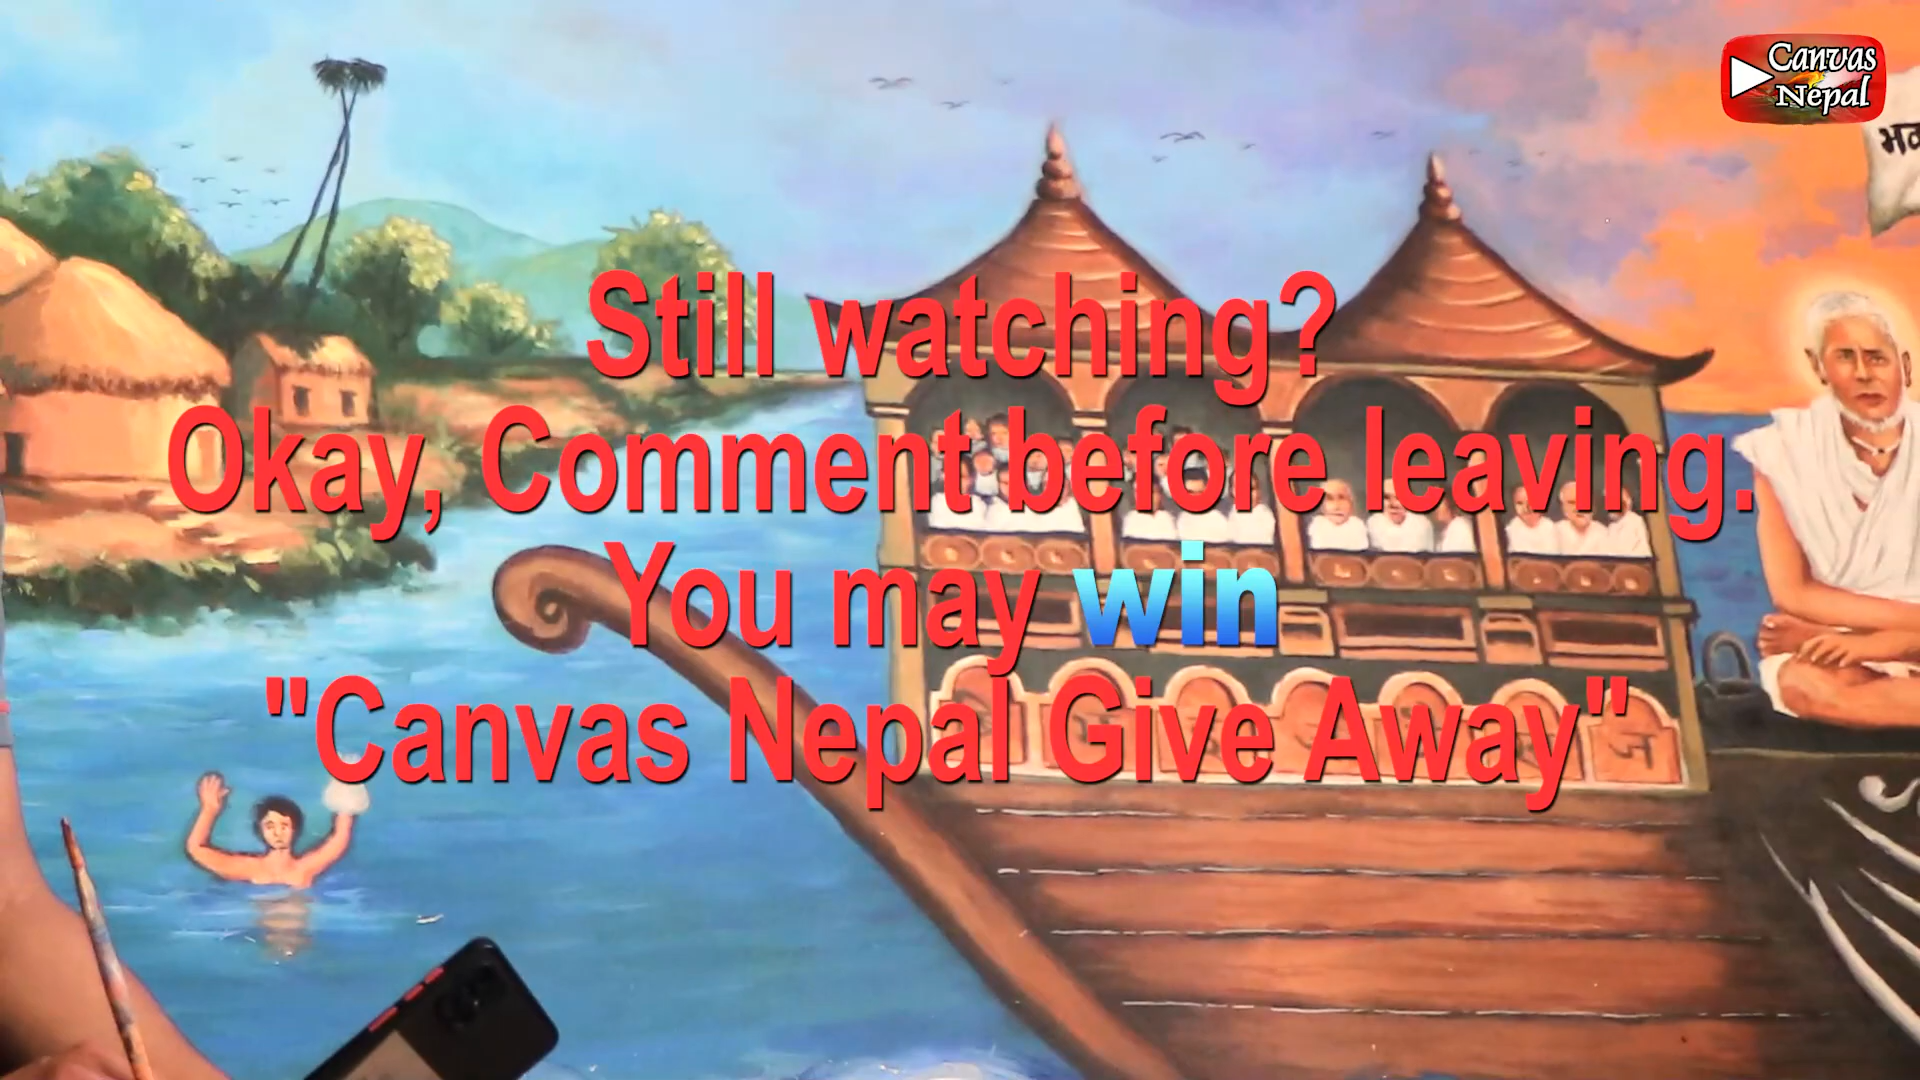 Canvas
Nepal
Still watching?
Okay, Comment before leaving.
You may win
"Canvas Nepal Give Away"